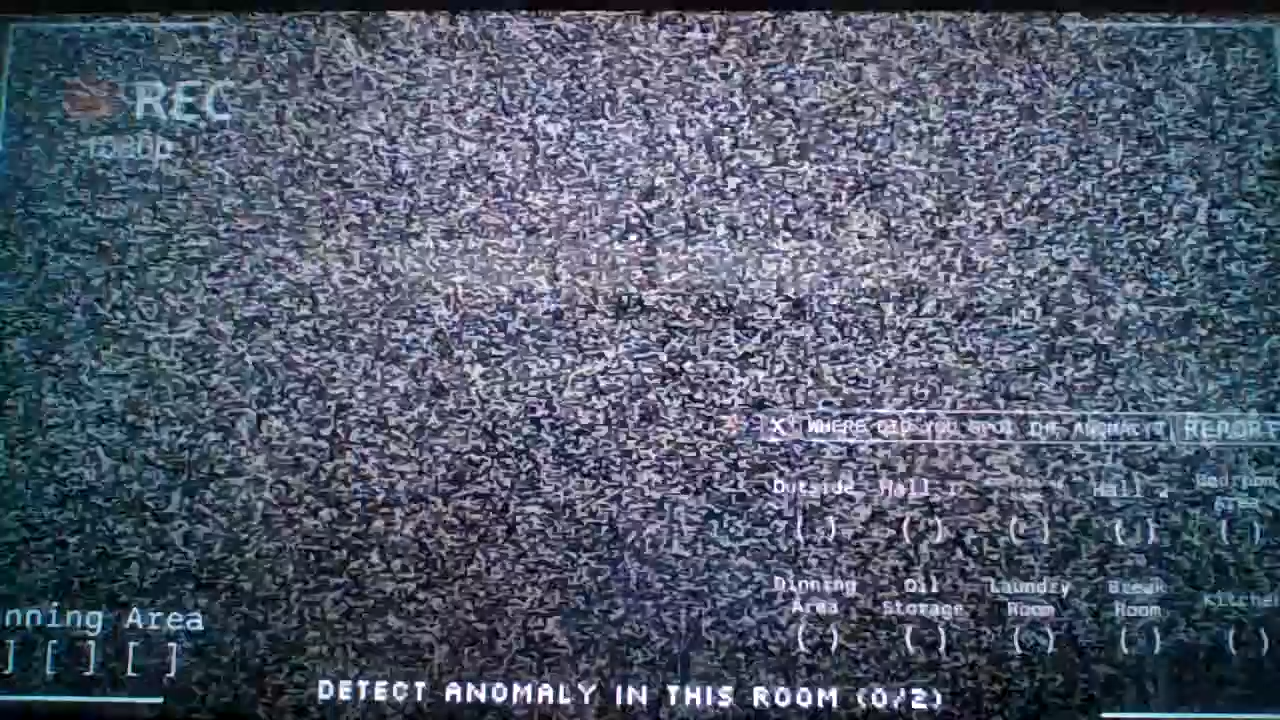 REC
1080p
X WHERE DID YOU SPOT THE ANOMALY? REPORT
Outside Hall 1 Hall 2 Bedroom
Area
( ) ( ) ( ) ( ) ( )
Dinning Oil Laundry Break Kitchen
Area Storage Room Room
( ) ( ) ( ) ( ) ( )
nning Area
] [ ] [ ]
DETECT ANOMALY IN THIS ROOM (0/2)